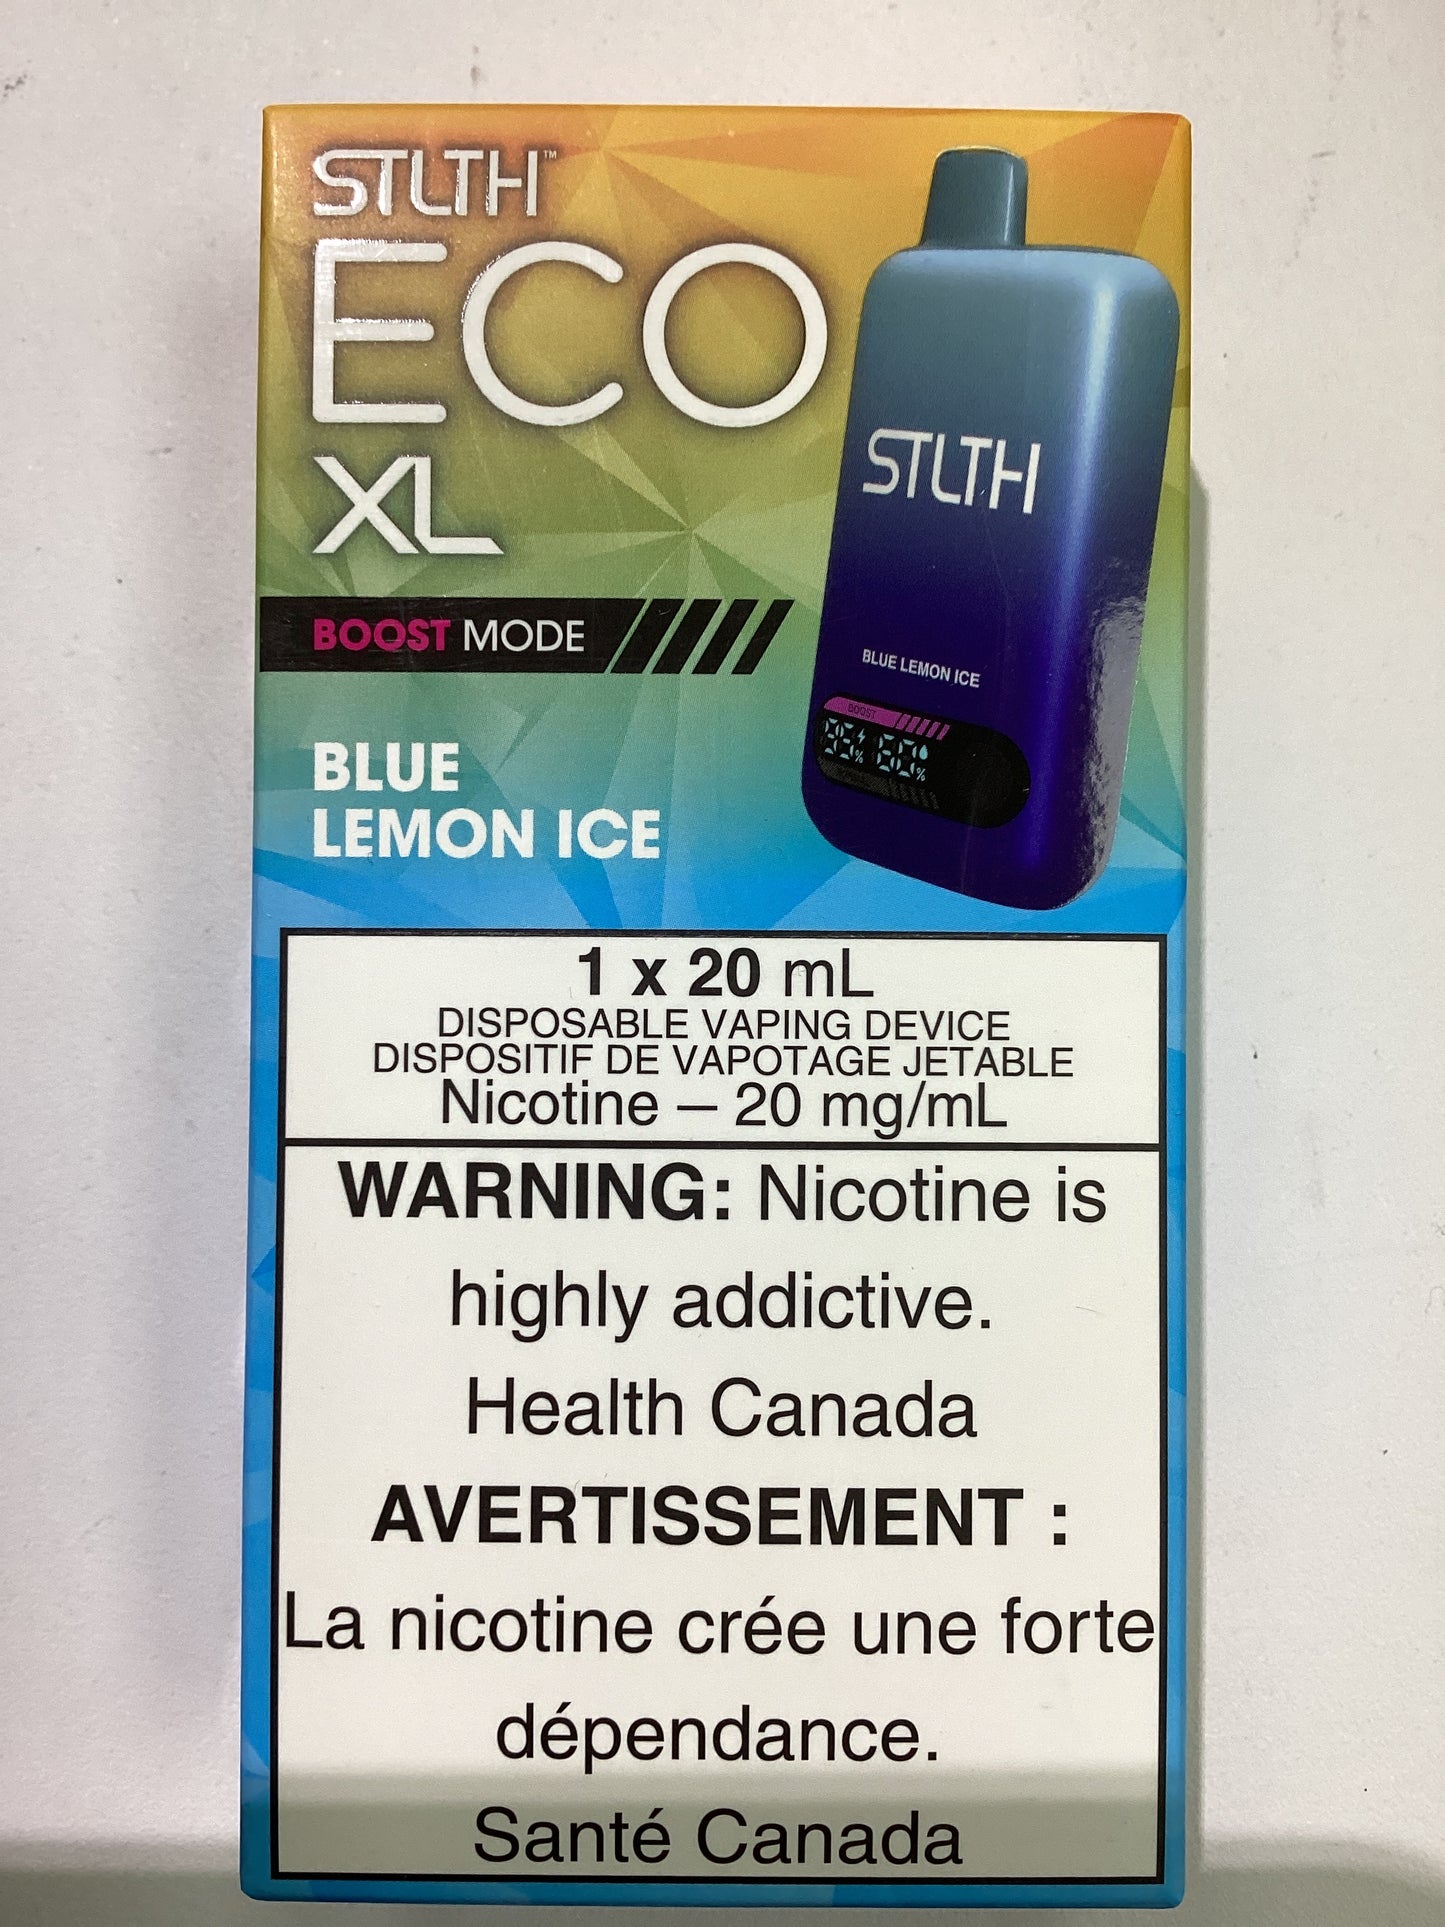 STLTH™
ECO
XL
BOOST MODE
BLUE
LEMON ICE
STLTH
BLUE LEMON ICE
BOOST
1 x 20 mL
DISPOSABLE VAPING DEVICE
DISPOSITIF DE VAPOTAGE JETABLE
Nicotine – 20 mg/mL
WARNING: Nicotine is
highly addictive.
Health Canada
AVERTISSEMENT :
La nicotine crée une forte
dépendance.
Santé Canada